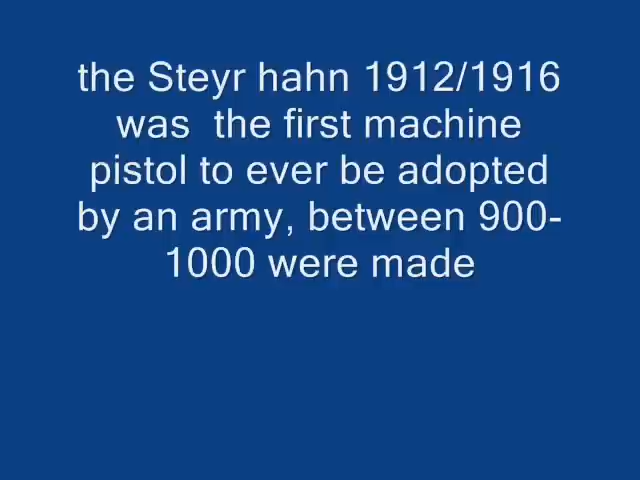 the Steyr hahn 1912/1916
was  the first machine
pistol to ever be adopted
by an army, between 900-
1000 were made